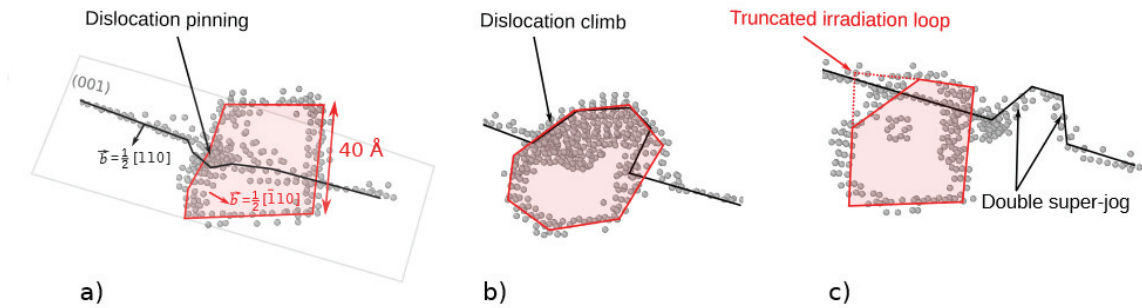 Dislocation pinning
(001)
b⃗=½ [110]
40 Å
b⃗=½ [1̄10]
a)
Dislocation climb
b)
Truncated irradiation loop
Double super-jog
c)